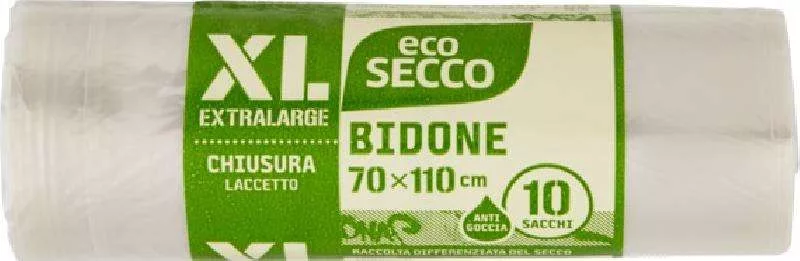 XL
EXTRALARGE
CHIUSURA
LACCETTO
XL
eco
SECCO
BIDONE
70×110 cm
ANTI
GOCCIA
10
SACCHI
RACCOLTA DIFFERENZIATA DEL SECCO